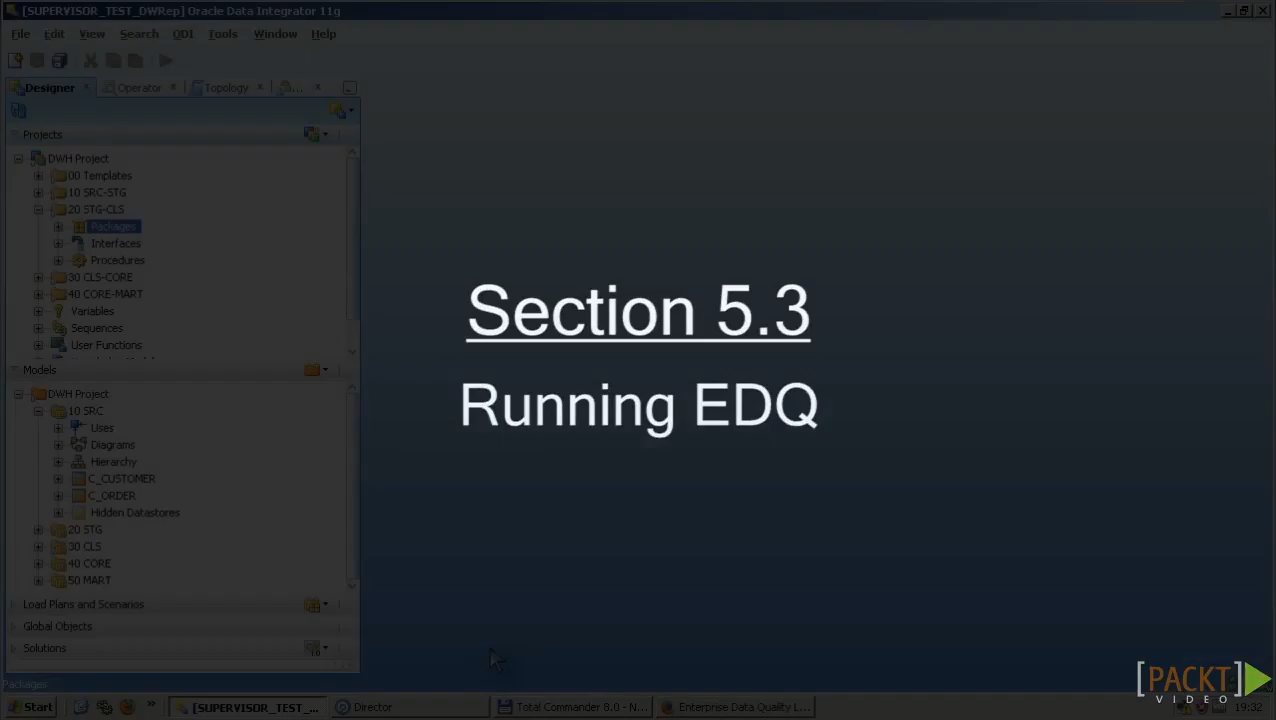 [SUPERVISOR_TEST_DWRep] Oracle Data Integrator 11g
File Edit View Search ODI Tools Window Help
Designer Operator Topology ...
Projects
DWH Project
00 Templates
10 SRC-STG
20 STG-CLS
Packages
Interfaces
Procedures
30 CLS-CORE
40 CORE-MART
Variables
Sequences
User Functions
Models
DWH Project
10 SRC
Uses
Diagrams
Hierarchy
C_CUSTOMER
C_ORDER
Hidden Datastores
20 STG
30 CLS
40 CORE
50 MART
Load Plans and Scenarios
Global Objects
Solutions
Packages
Section 5.3
Running EDQ
[PACKT]
VIDEO
Start » [SUPERVISOR_TEST_... Director Total Commander 8.0 - N... Enterprise Data Quality L... 19:32